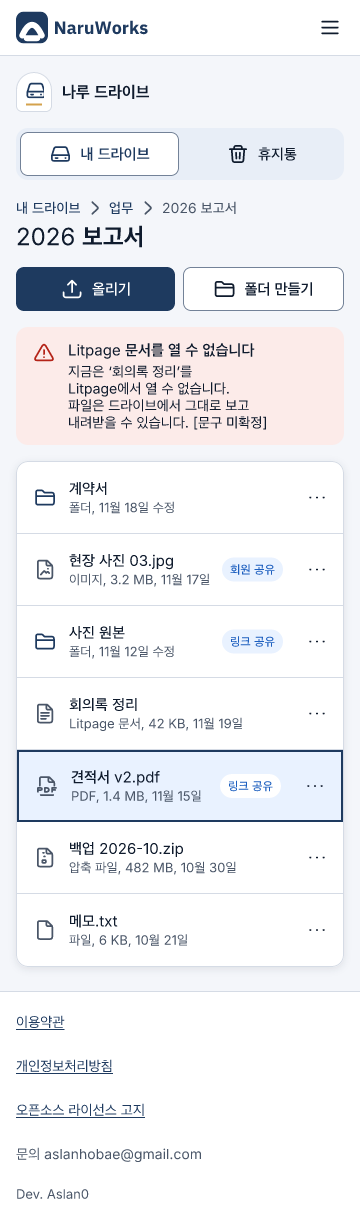 NaruWorks
나루 드라이브
내 드라이브
휴지통
내 드라이브 > 업무 > 2026 보고서
2026 보고서
올리기
폴더 만들기
Litpage 문서를 열 수 없습니다
지금은 ‘회의록 정리’를
Litpage에서 열 수 없습니다.
파일은 드라이브에서 그대로 보고
내려받을 수 있습니다. [문구 미확정]
계약서
폴더, 11월 18일 수정
현장 사진 03.jpg
이미지, 3.2 MB, 11월 17일
회원 공유
사진 원본
폴더, 11월 12일 수정
링크 공유
회의록 정리
Litpage 문서, 42 KB, 11월 19일
PDF
견적서 v2.pdf
PDF, 1.4 MB, 11월 15일
링크 공유
백업 2026-10.zip
압축 파일, 482 MB, 10월 30일
메모.txt
파일, 6 KB, 10월 21일
이용약관
개인정보처리방침
오픈소스 라이선스 고지
문의 aslanhobae@gmail.com
Dev. Aslan0